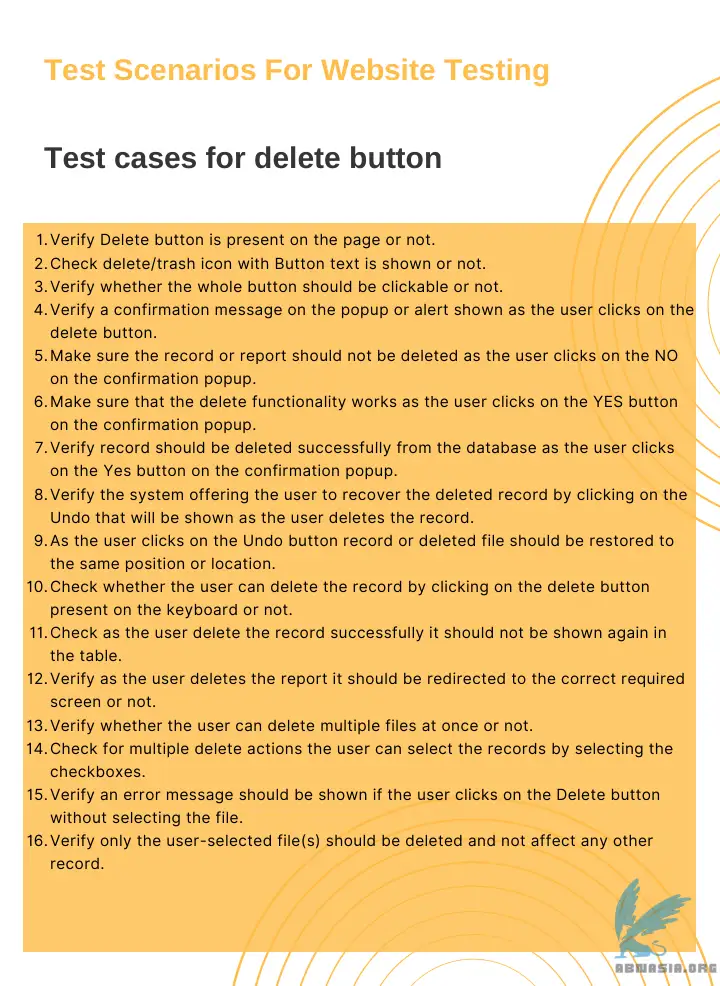 Test Scenarios For Website Testing
Test cases for delete button
1. Verify Delete button is present on the page or not.
2. Check delete/trash icon with Button text is shown or not.
3. Verify whether the whole button should be clickable or not.
4. Verify a confirmation message on the popup or alert shown as the user clicks on the
delete button.
5. Make sure the record or report should not be deleted as the user clicks on the NO
on the confirmation popup.
6. Make sure that the delete functionality works as the user clicks on the YES button
on the confirmation popup.
7. Verify record should be deleted successfully from the database as the user clicks
on the Yes button on the confirmation popup.
8. Verify the system offering the user to recover the deleted record by clicking on the
Undo that will be shown as the user deletes the record.
9. As the user clicks on the Undo button record or deleted file should be restored to
the same position or location.
10. Check whether the user can delete the record by clicking on the delete button
present on the keyboard or not.
11. Check as the user delete the record successfully it should not be shown again in
the table.
12. Verify as the user deletes the report it should be redirected to the correct required
screen or not.
13. Verify whether the user can delete multiple files at once or not.
14. Check for multiple delete actions the user can select the records by selecting the
checkboxes.
15. Verify an error message should be shown if the user clicks on the Delete button
without selecting the file.
16. Verify only the user-selected file(s) should be deleted and not affect any other
record.
ABNASIA.ORG